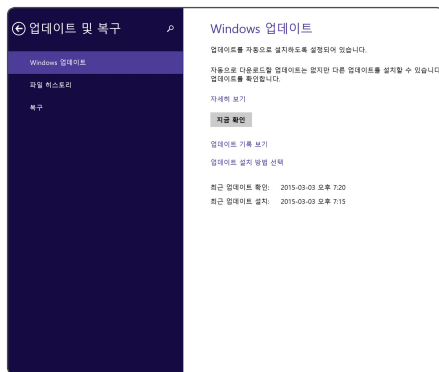 업데이트 및 복구
Windows 업데이트
파일 히스토리
복구
Windows 업데이트
업데이트를 자동으로 설치하도록 설정되어 있습니다.
자동으로 다운로드할 업데이트는 없지만 다른 업데이트를 설치할 수 있습니다
업데이트를 확인합니다.
자세히 보기
지금 확인
업데이트 기록 보기
업데이트 설치 방법 선택
최근 업데이트 확인: 2015-03-03 오후 7:20
최근 업데이트 설치: 2015-03-03 오후 7:15